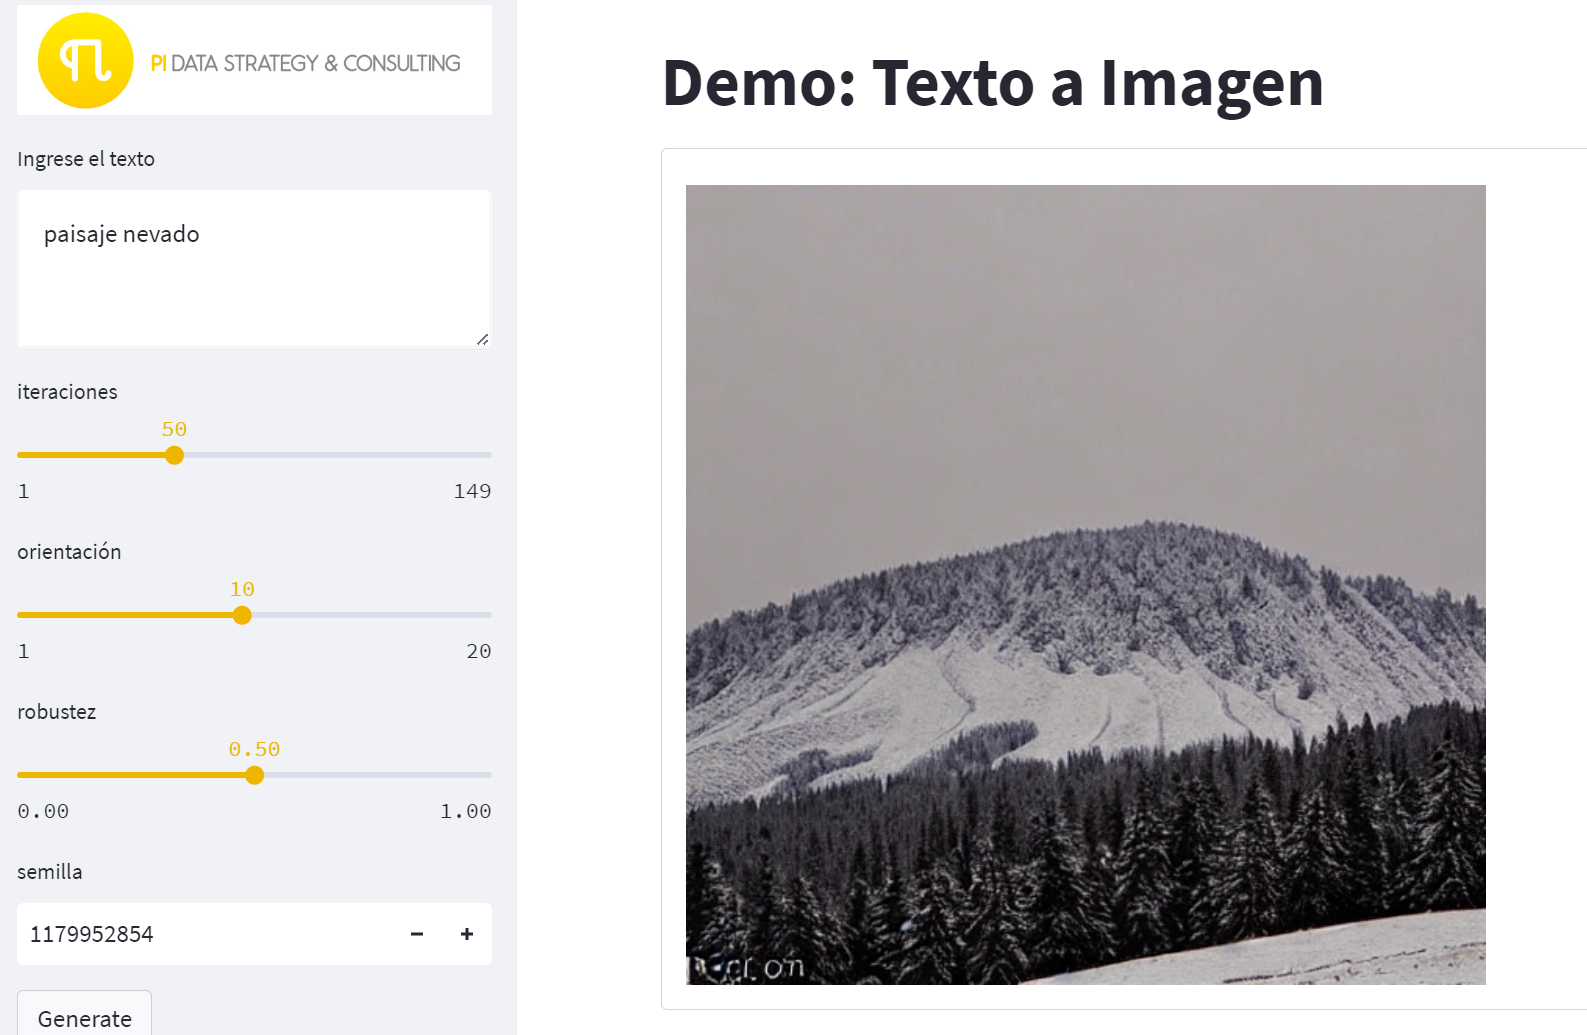 PI DATA STRATEGY & CONSULTING
Ingrese el texto
paisaje nevado
iteraciones
50
1 149
orientación
10
1 20
robustez
0.50
0.00 1.00
semilla
1179952854
Generate
Demo: Texto a Imagen